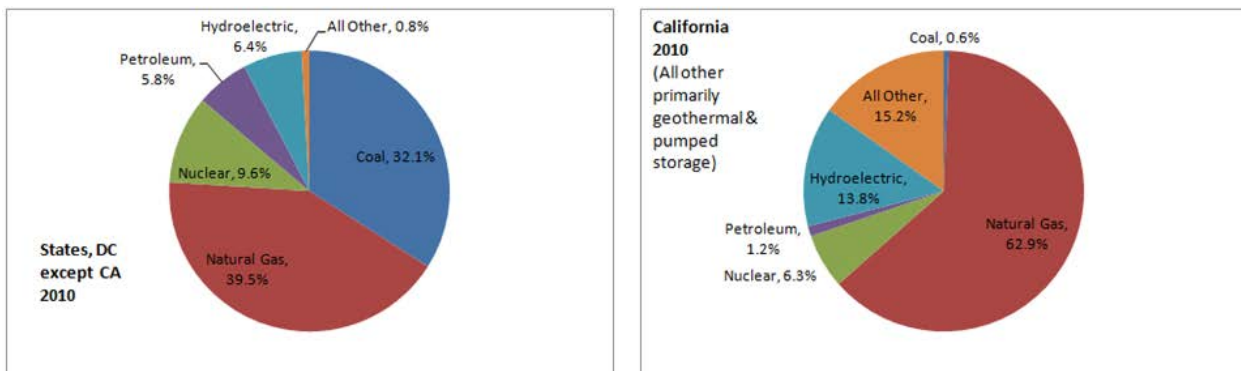 Hydroelectric,
6.4%
All Other, 0.8%
Petroleum,
5.8%
Coal, 32.1%
Nuclear, 9.6%
Natural Gas,
39.5%
States, DC
except CA
2010
California
2010
(All other
primarily
geothermal &
pumped
storage)
Coal, 0.6%
All Other,
15.2%
Hydroelectric,
13.8%
Natural Gas,
62.9%
Petroleum,
1.2%
Nuclear, 6.3%